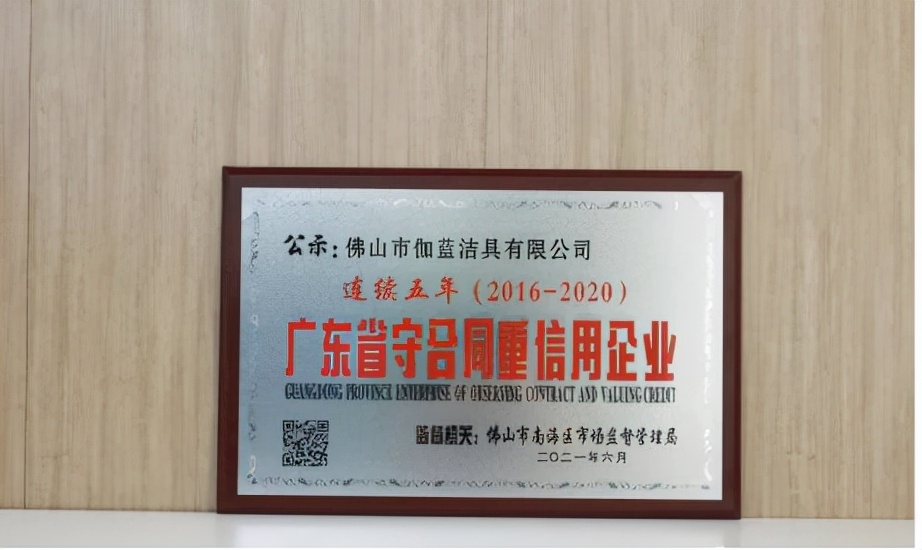 公示:佛山市伽蓝洁具有限公司
连续五年(2016-2020)
广东省守合同重信用企业
GUANGDONG PROVINCE ENTERPRISE OF OBSERVING CONTRACT AND VALUING CREDIT
监督机关:佛山市南海区市场监督管理局
二〇二一年六月